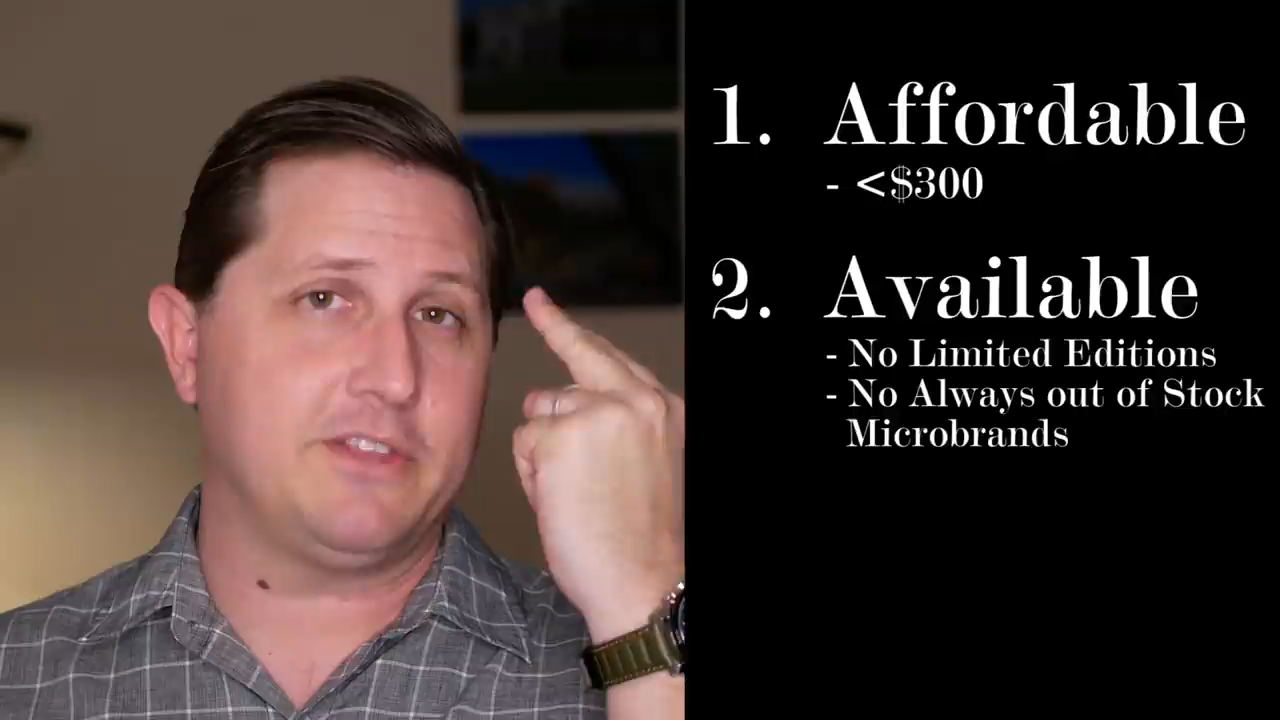 1. Affordable
- <$300
2. Available
- No Limited Editions
- No Always out of Stock
Microbrands